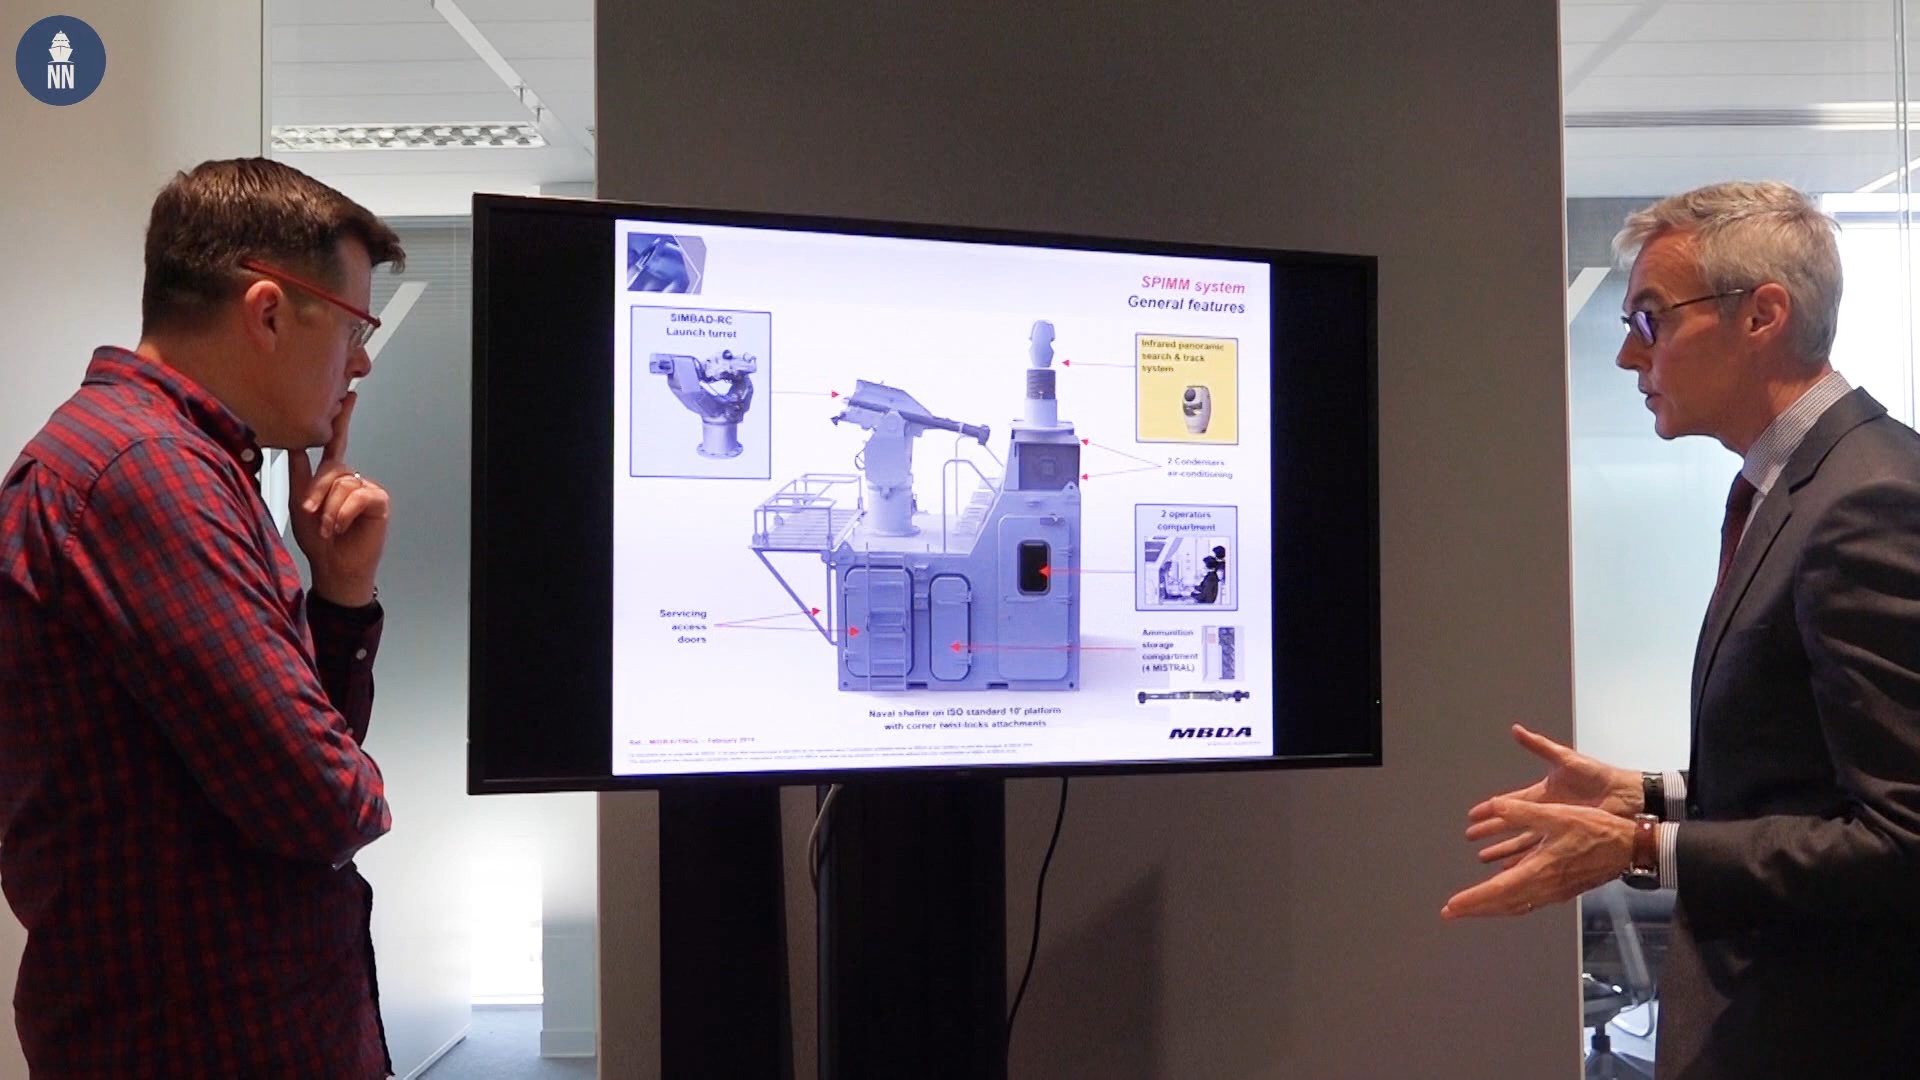 NN
SPIMM system
General features
SIMBAD-RC
Launch turret
Infrared panoramic
search & track
system
2 Condensers
air-conditioning
2 operators
compartment
Servicing
access
doors
Ammunition
storage
compartment
(4 MISTRAL)
Naval shelter on ISO standard 10' platform
with corner twist-locks attachments
MBDA